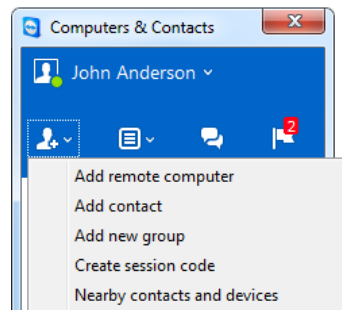 Computers & Contacts
John Anderson
2
Add remote computer
Add contact
Add new group
Create session code
Nearby contacts and devices